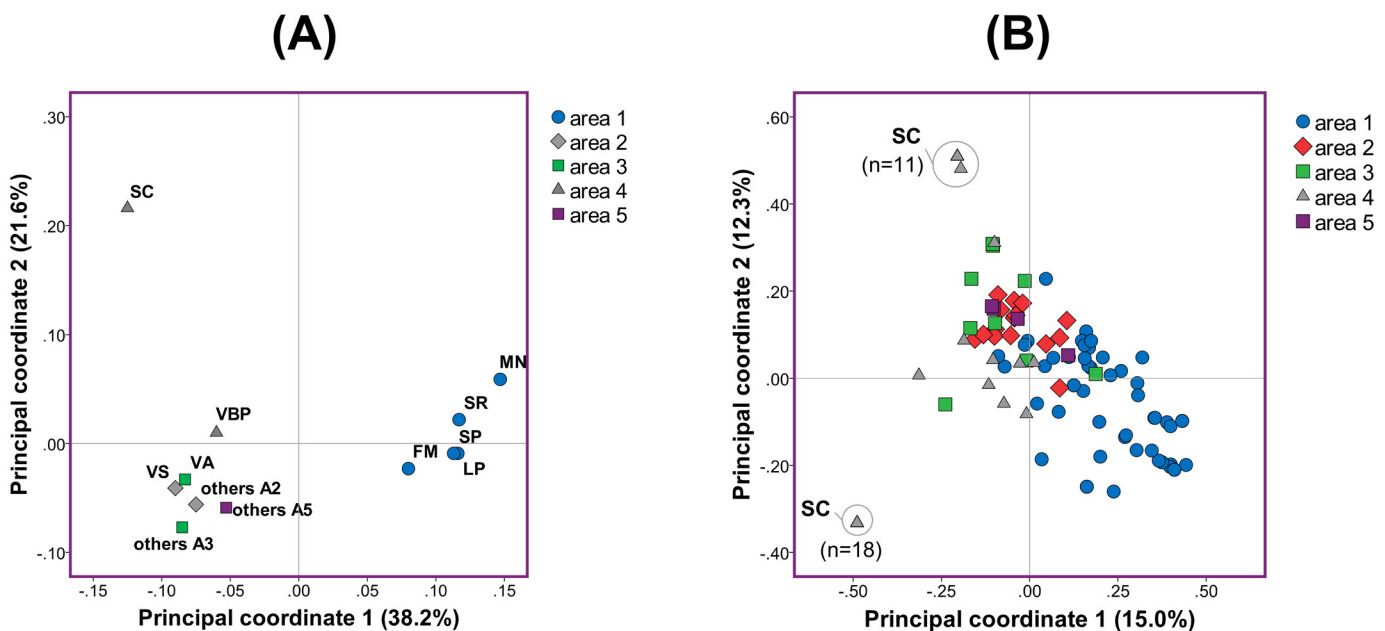 (A)
.30
.20
.10
.00
-.10
-.15
-.10
-.05
.00
.05
.10
.15
Principal coordinate 2 (21.6%)
Principal coordinate 1 (38.2%)
SC
VBP
VS
VA
others A2
others A5
others A3
MN
SR
SP
FM
LP
area 1
area 2
area 3
area 4
area 5
(B)
.60
.40
.20
.00
-.20
-.40
-.50
-.25
.00
.25
.50
Principal coordinate 2 (12.3%)
Principal coordinate 1 (15.0%)
SC
(n=11)
SC
(n=18)
area 1
area 2
area 3
area 4
area 5